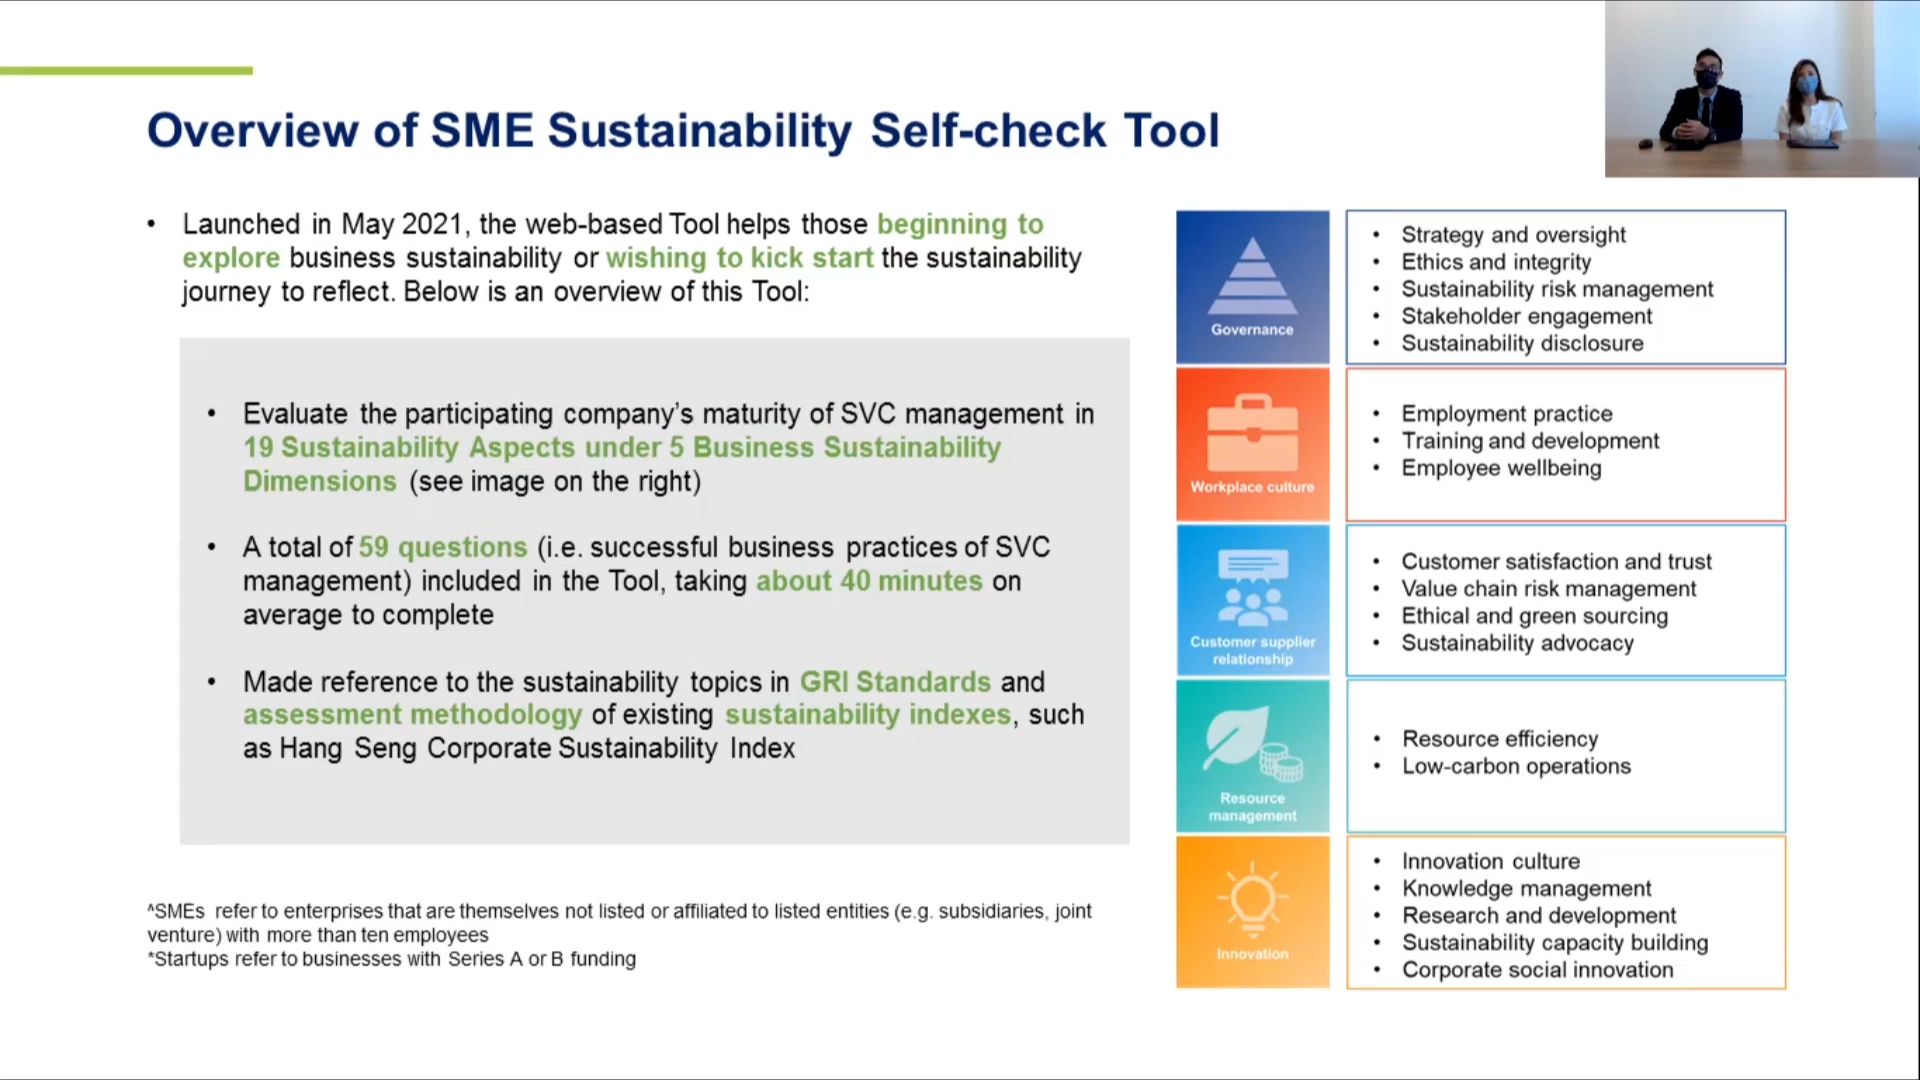 Overview of SME Sustainability Self-check Tool
• Launched in May 2021, the web-based Tool helps those beginning to
explore business sustainability or wishing to kick start the sustainability
journey to reflect. Below is an overview of this Tool:
• Evaluate the participating company's maturity of SVC management in
19 Sustainability Aspects under 5 Business Sustainability
Dimensions (see image on the right)
• A total of 59 questions (i.e. successful business practices of SVC
management) included in the Tool, taking about 40 minutes on
average to complete
• Made reference to the sustainability topics in GRI Standards and
assessment methodology of existing sustainability indexes, such
as Hang Seng Corporate Sustainability Index
^SMEs refer to enterprises that are themselves not listed or affiliated to listed entities (e.g. subsidiaries, joint
venture) with more than ten employees
*Startups refer to businesses with Series A or B funding
Governance
• Strategy and oversight
• Ethics and integrity
• Sustainability risk management
• Stakeholder engagement
• Sustainability disclosure
Workplace culture
• Employment practice
• Training and development
• Employee wellbeing
Customer supplier
relationship
• Customer satisfaction and trust
• Value chain risk management
• Ethical and green sourcing
• Sustainability advocacy
Resource
management
• Resource efficiency
• Low-carbon operations
Innovation
• Innovation culture
• Knowledge management
• Research and development
• Sustainability capacity building
• Corporate social innovation